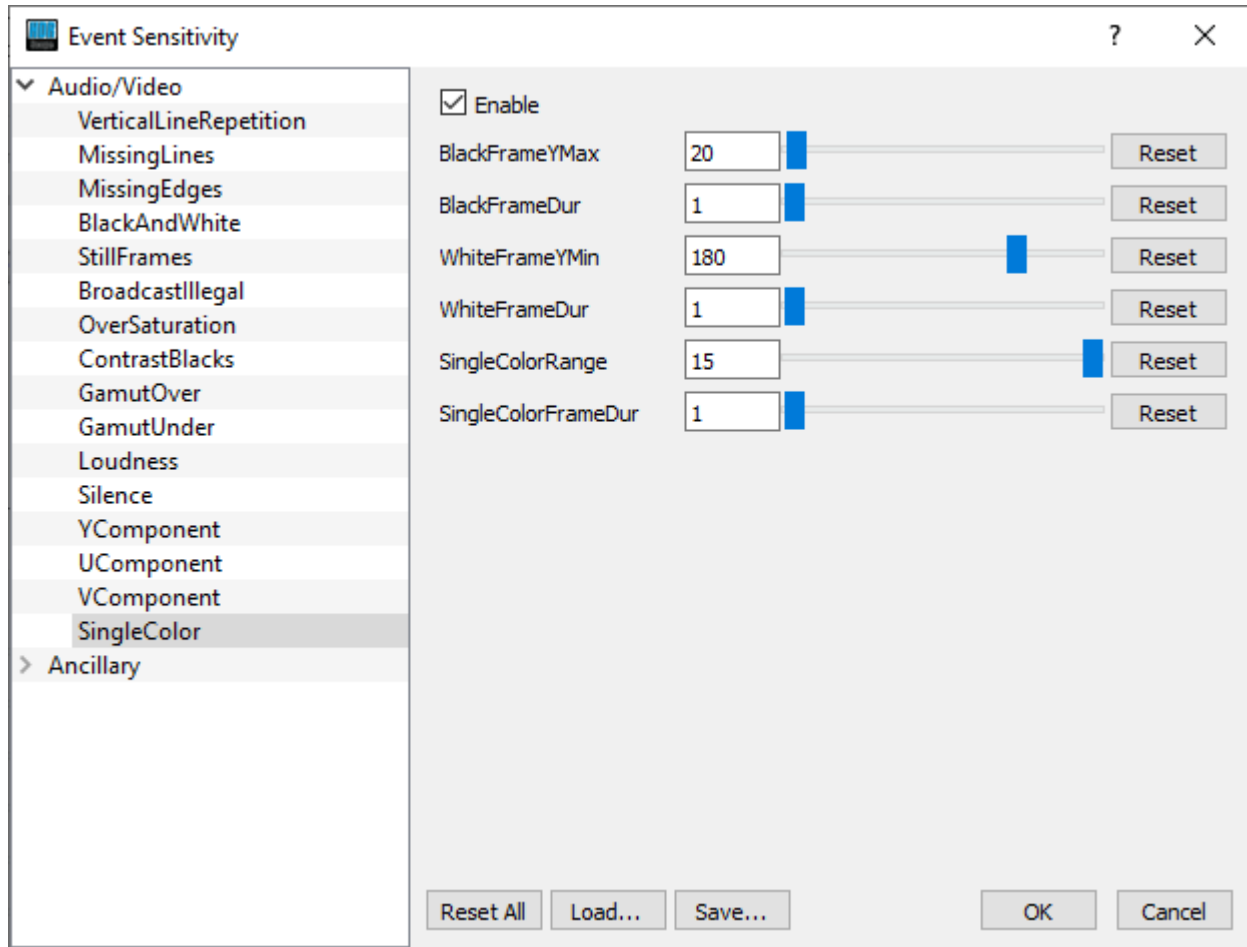 Event Sensitivity ?
Audio/Video
VerticalLineRepetition
MissingLines
MissingEdges
BlackAndWhite
StillFrames
BroadcastIllegal
OverSaturation
ContrastBlacks
GamutOver
GamutUnder
Loudness
Silence
YComponent
UComponent
VComponent
SingleColor
Ancillary
Enable
BlackFrameYMax 20 Reset
BlackFrameDur 1 Reset
WhiteFrameYMin 180 Reset
WhiteFrameDur 1 Reset
SingleColorRange 15 Reset
SingleColorFrameDur 1 Reset
Reset All Load... Save... OK Cancel